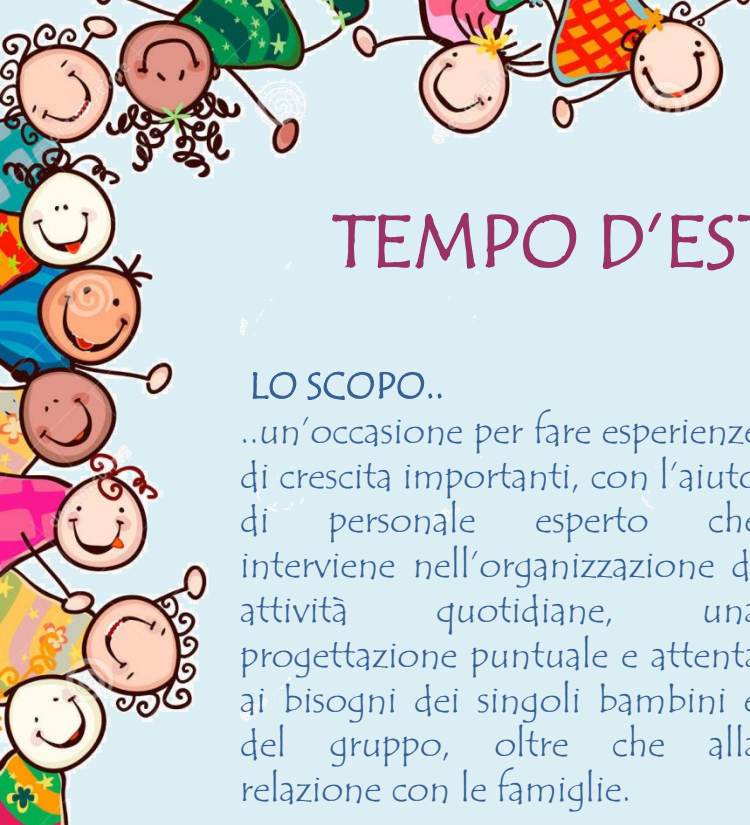 TEMPO D'EST
LO SCOPO..
..un'occasione per fare esperienze
di crescita importanti, con l'aiuto
di personale esperto che
interviene nell'organizzazione di
attività quotidiane, una
progettazione puntuale e attenta
ai bisogni dei singoli bambini e
del gruppo, oltre che alla
relazione con le famiglie.